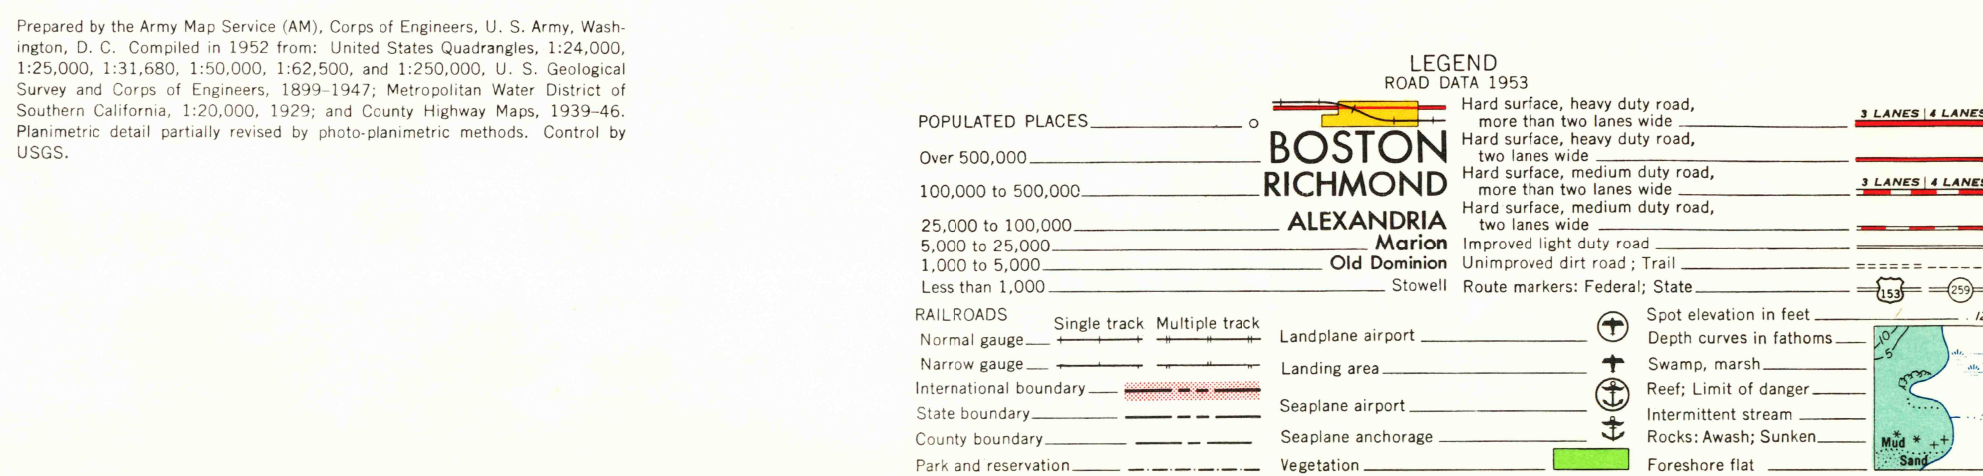 Prepared by the Army Map Service (AM), Corps of Engineers, U. S. Army, Wash-
ington, D. C. Compiled in 1952 from: United States Quadrangles, 1:24,000,
1:25,000, 1:31,680, 1:50,000, 1:62,500, and 1:250,000, U. S. Geological
Survey and Corps of Engineers, 1899–1947; Metropolitan Water District of
Southern California, 1:20,000, 1929; and County Highway Maps, 1939–46.
Planimetric detail partially revised by photo-planimetric methods. Control by
USGS.
LEGEND
ROAD DATA 1953
POPULATED PLACES
Over 500,000 BOSTON
100,000 to 500,000 RICHMOND
25,000 to 100,000 ALEXANDRIA
5,000 to 25,000 Marion
1,000 to 5,000 Old Dominion
Less than 1,000 Stowell
Hard surface, heavy duty road,
more than two lanes wide 3 LANES | 4 LANES
Hard surface, heavy duty road,
two lanes wide
Hard surface, medium duty road,
more than two lanes wide 3 LANES | 4 LANES
Hard surface, medium duty road,
two lanes wide
Improved light duty road
Unimproved dirt road; Trail
Route markers: Federal; State 153 259
RAILROADS
Single track Multiple track
Normal gauge
Narrow gauge
International boundary
State boundary
County boundary
Park and reservation
Landplane airport
Landing area
Seaplane airport
Seaplane anchorage
Vegetation
Spot elevation in feet
Depth curves in fathoms
Swamp, marsh
Reef; Limit of danger
Intermittent stream
Rocks: Awash; Sunken
Foreshore flat
10
5
Mud
Sand